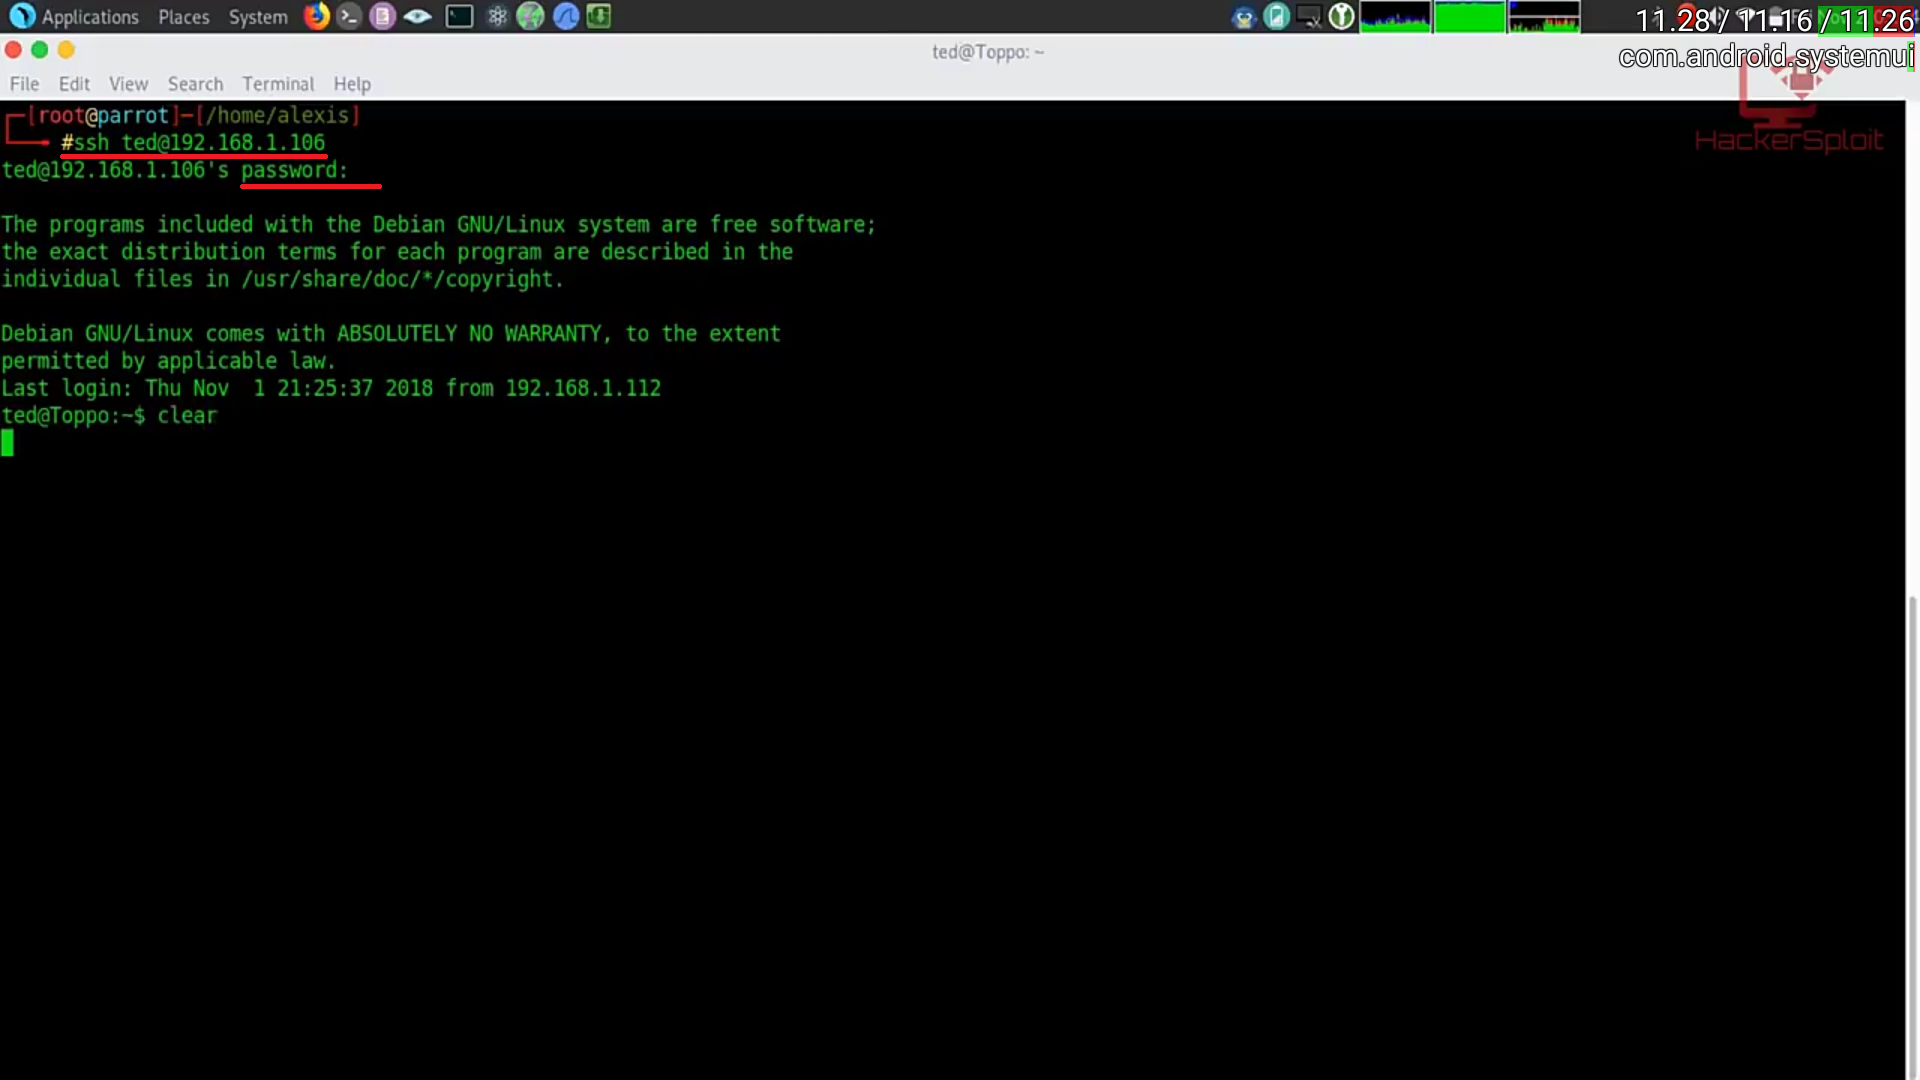 Applications Places System
11.28 / 11.16 / 11.26
com.android.systemui
ted@Toppo: ~
File Edit View Search Terminal Help
HackerSploit
[root@parrot]-[/home/alexis]
#ssh ted@192.168.1.106
ted@192.168.1.106's password:
The programs included with the Debian GNU/Linux system are free software;
the exact distribution terms for each program are described in the
individual files in /usr/share/doc/*/copyright.
Debian GNU/Linux comes with ABSOLUTELY NO WARRANTY, to the extent
permitted by applicable law.
Last login: Thu Nov  1 21:25:37 2018 from 192.168.1.112
ted@Toppo:~$ clear